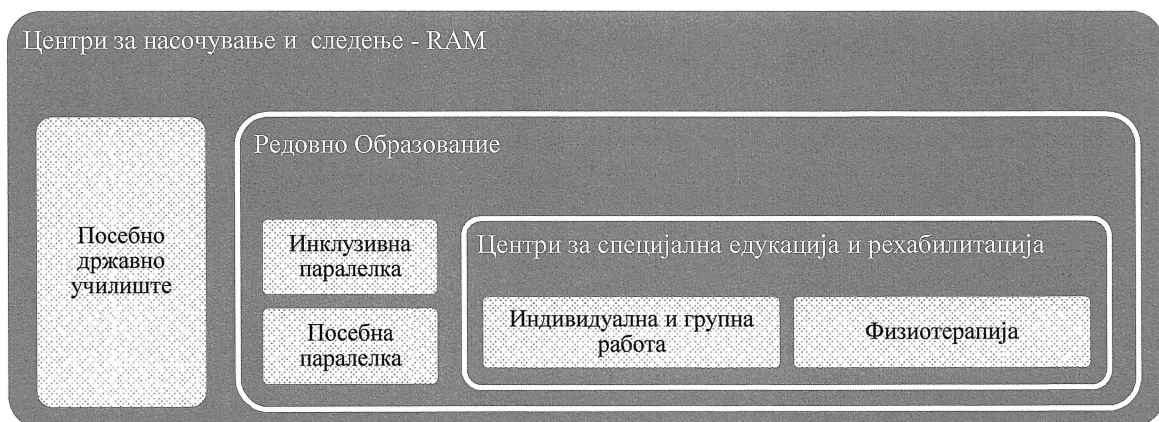 Центри за насочување и следење - RAM
Редовно Образование
Посебно
државно
училиште
Инклузивна
паралелка
Посебна
паралелка
Центри за специјална едукација и рехабилитација
Индивидуална и групна
работа
Физиотерапија